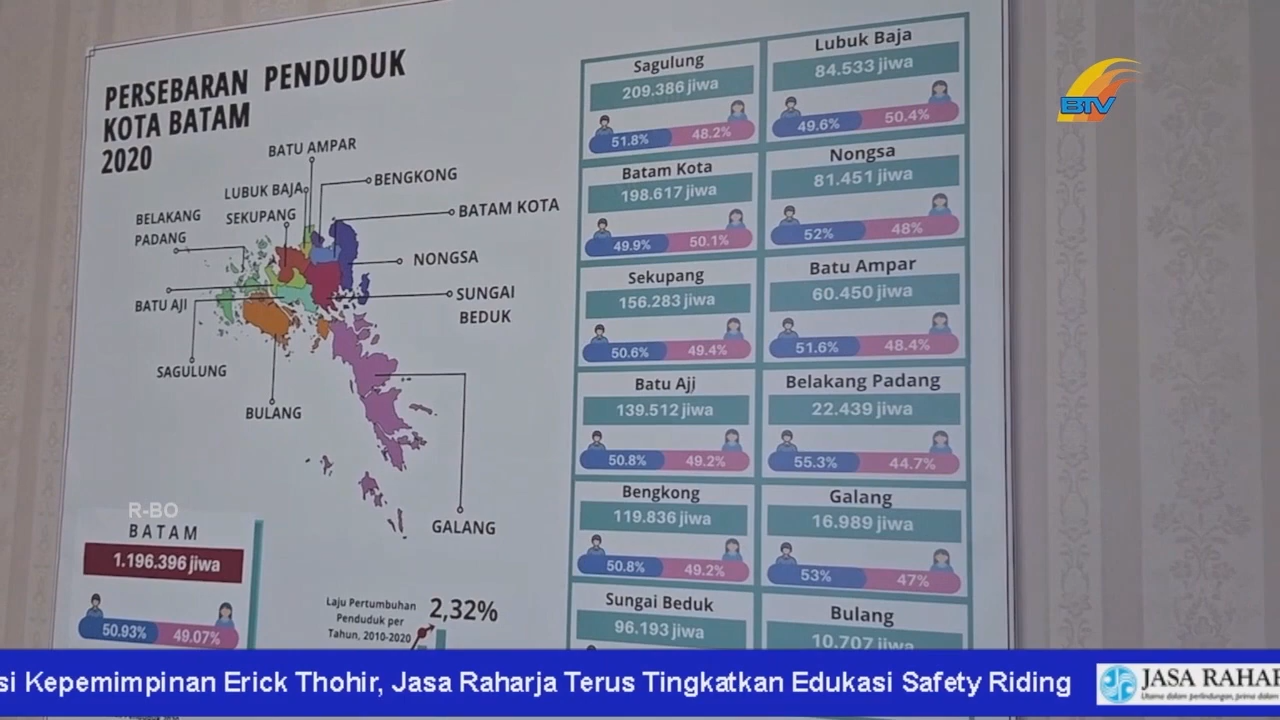 PERSEBARAN PENDUDUK
KOTA BATAM
2020
BATU AMPAR
LUBUK BAJA
BENGKONG
SEKUPANG
BATAM KOTA
BELAKANG
PADANG
NONGSA
BATU AJI
SUNGAI
BEDUK
SAGULUNG
BULANG
GALANG
R-BO
BATAM
1.196.396 jiwa
50.93% 49.07%
Laju Pertumbuhan
Penduduk per
Tahun, 2010-2020
2,32%
Sagulung
209.386 jiwa
51.8% 48.2%
Batam Kota
198.617 jiwa
49.9% 50.1%
Sekupang
156.283 jiwa
50.6% 49.4%
Batu Aji
139.512 jiwa
50.8% 49.2%
Bengkong
119.836 jiwa
50.8% 49.2%
Sungai Beduk
96.193 jiwa
Lubuk Baja
84.533 jiwa
49.6% 50.4%
Nongsa
81.451 jiwa
52% 48%
Batu Ampar
60.450 jiwa
51.6% 48.4%
Belakang Padang
22.439 jiwa
55.3% 44.7%
Galang
16.989 jiwa
53% 47%
Bulang
10.707 jiwa
BTV
si Kepemimpinan Erick Thohir, Jasa Raharja Terus Tingkatkan Edukasi Safety Riding
JASA RAHAR
Utama dalam perlindungan, prima dalam